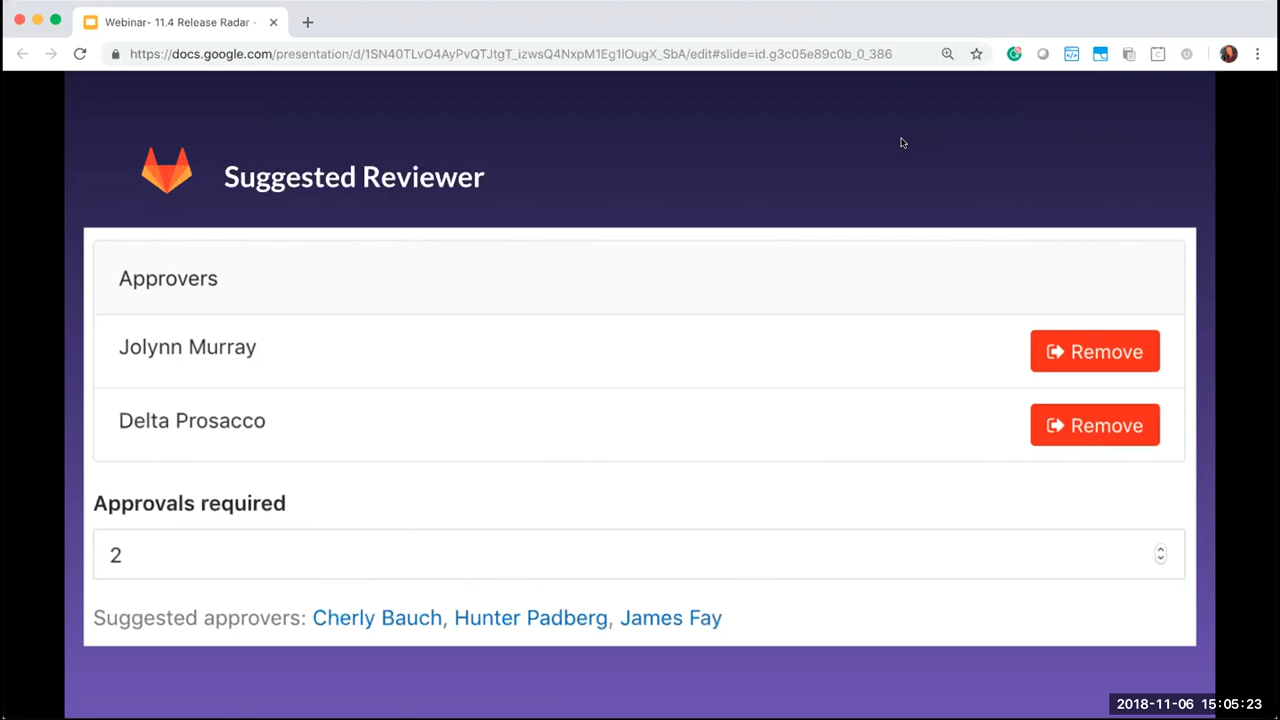 Webinar- 11.4 Release Radar -
https://docs.google.com/presentation/d/1SN40TLvO4AyPvQTJtgT_izwsQ4NxpM1Eg1lOugX_SbA/edit#slide=id.g3c05e89c0b_0_386
Suggested Reviewer
Approvers
Jolynn Murray
Remove
Delta Prosacco
Remove
Approvals required
2
Suggested approvers: Cherly Bauch, Hunter Padberg, James Fay
2018-11-06 15:05:23